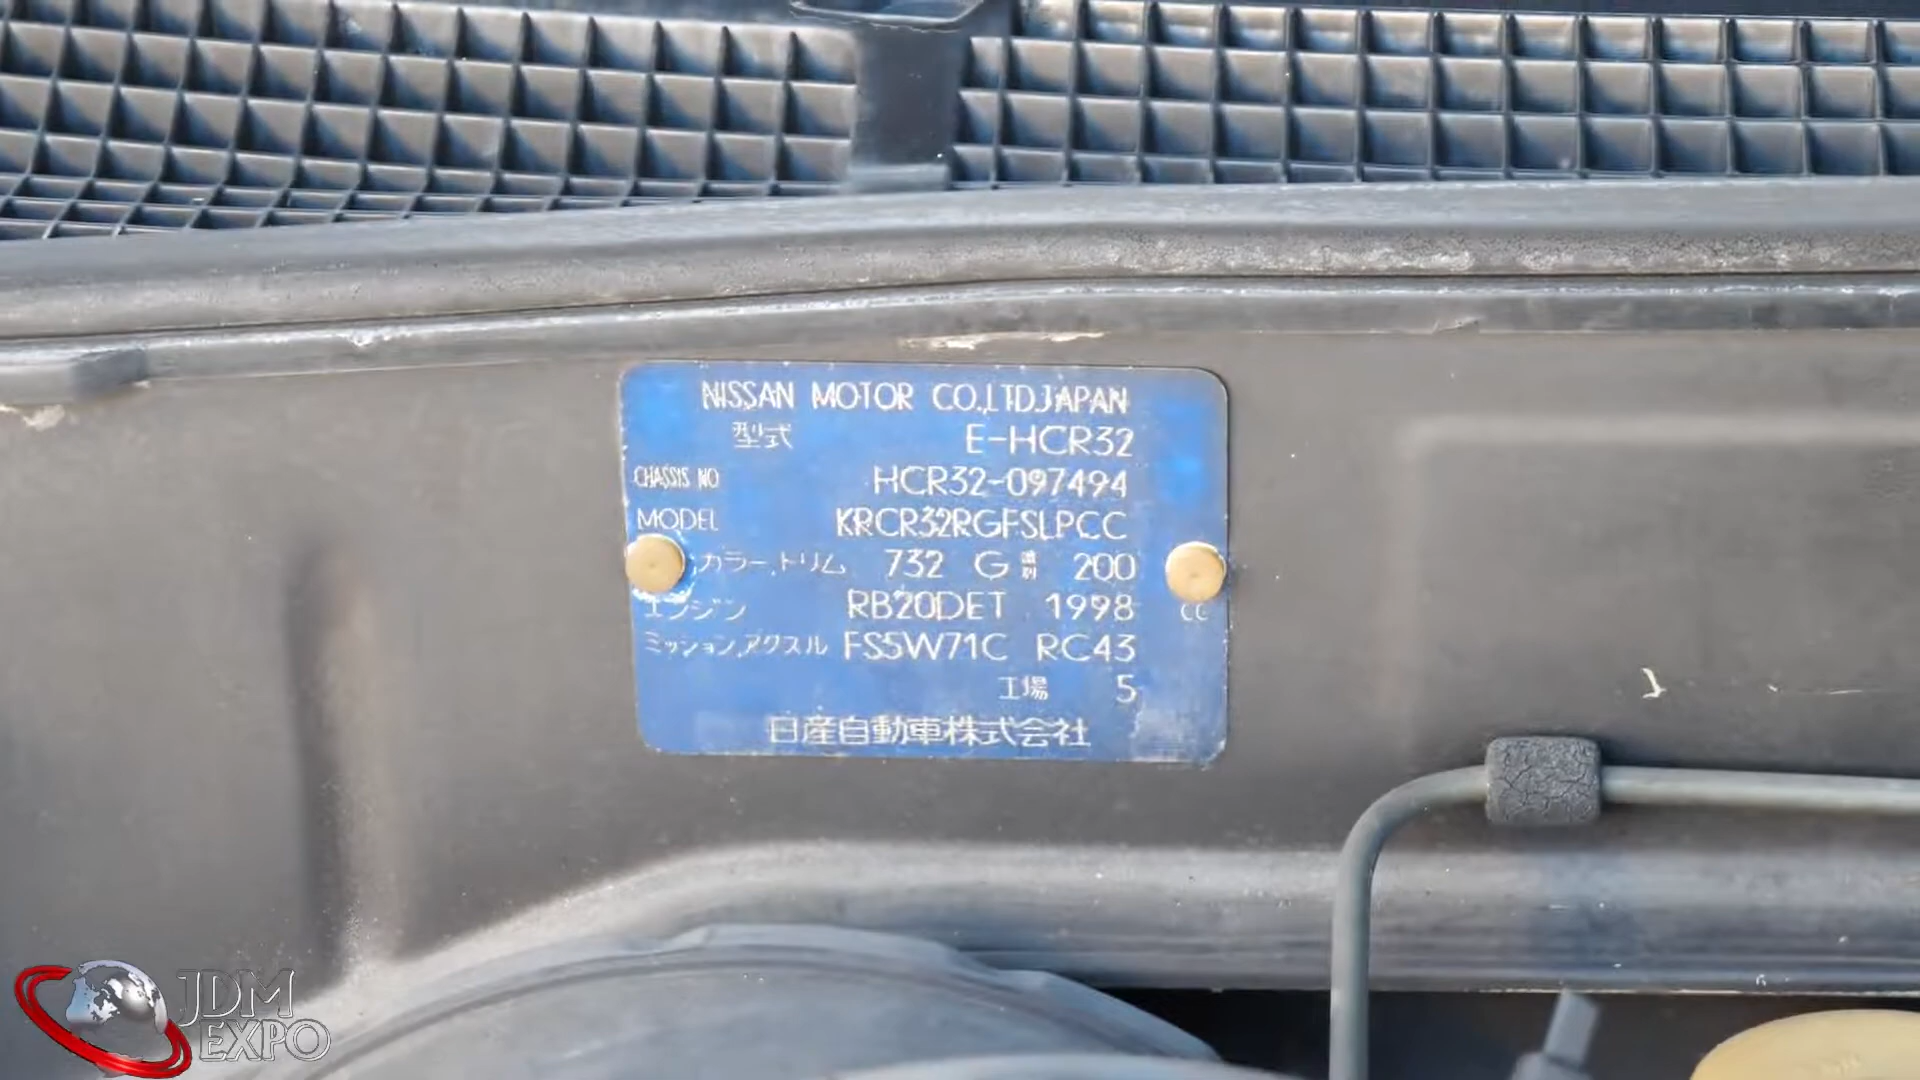 NISSAN MOTOR CO.,LTD.JAPAN
型式 E-HCR32
CHASSIS NO HCR32-097494
MODEL KRCR32RGFSLPCC
カラー,トリム 732 G 識別 200
エンジン RB20DET 1998 CC
ミッション,アクスル FS5W71C RC43
工場 5
日産自動車株式会社
JDM
EXPO